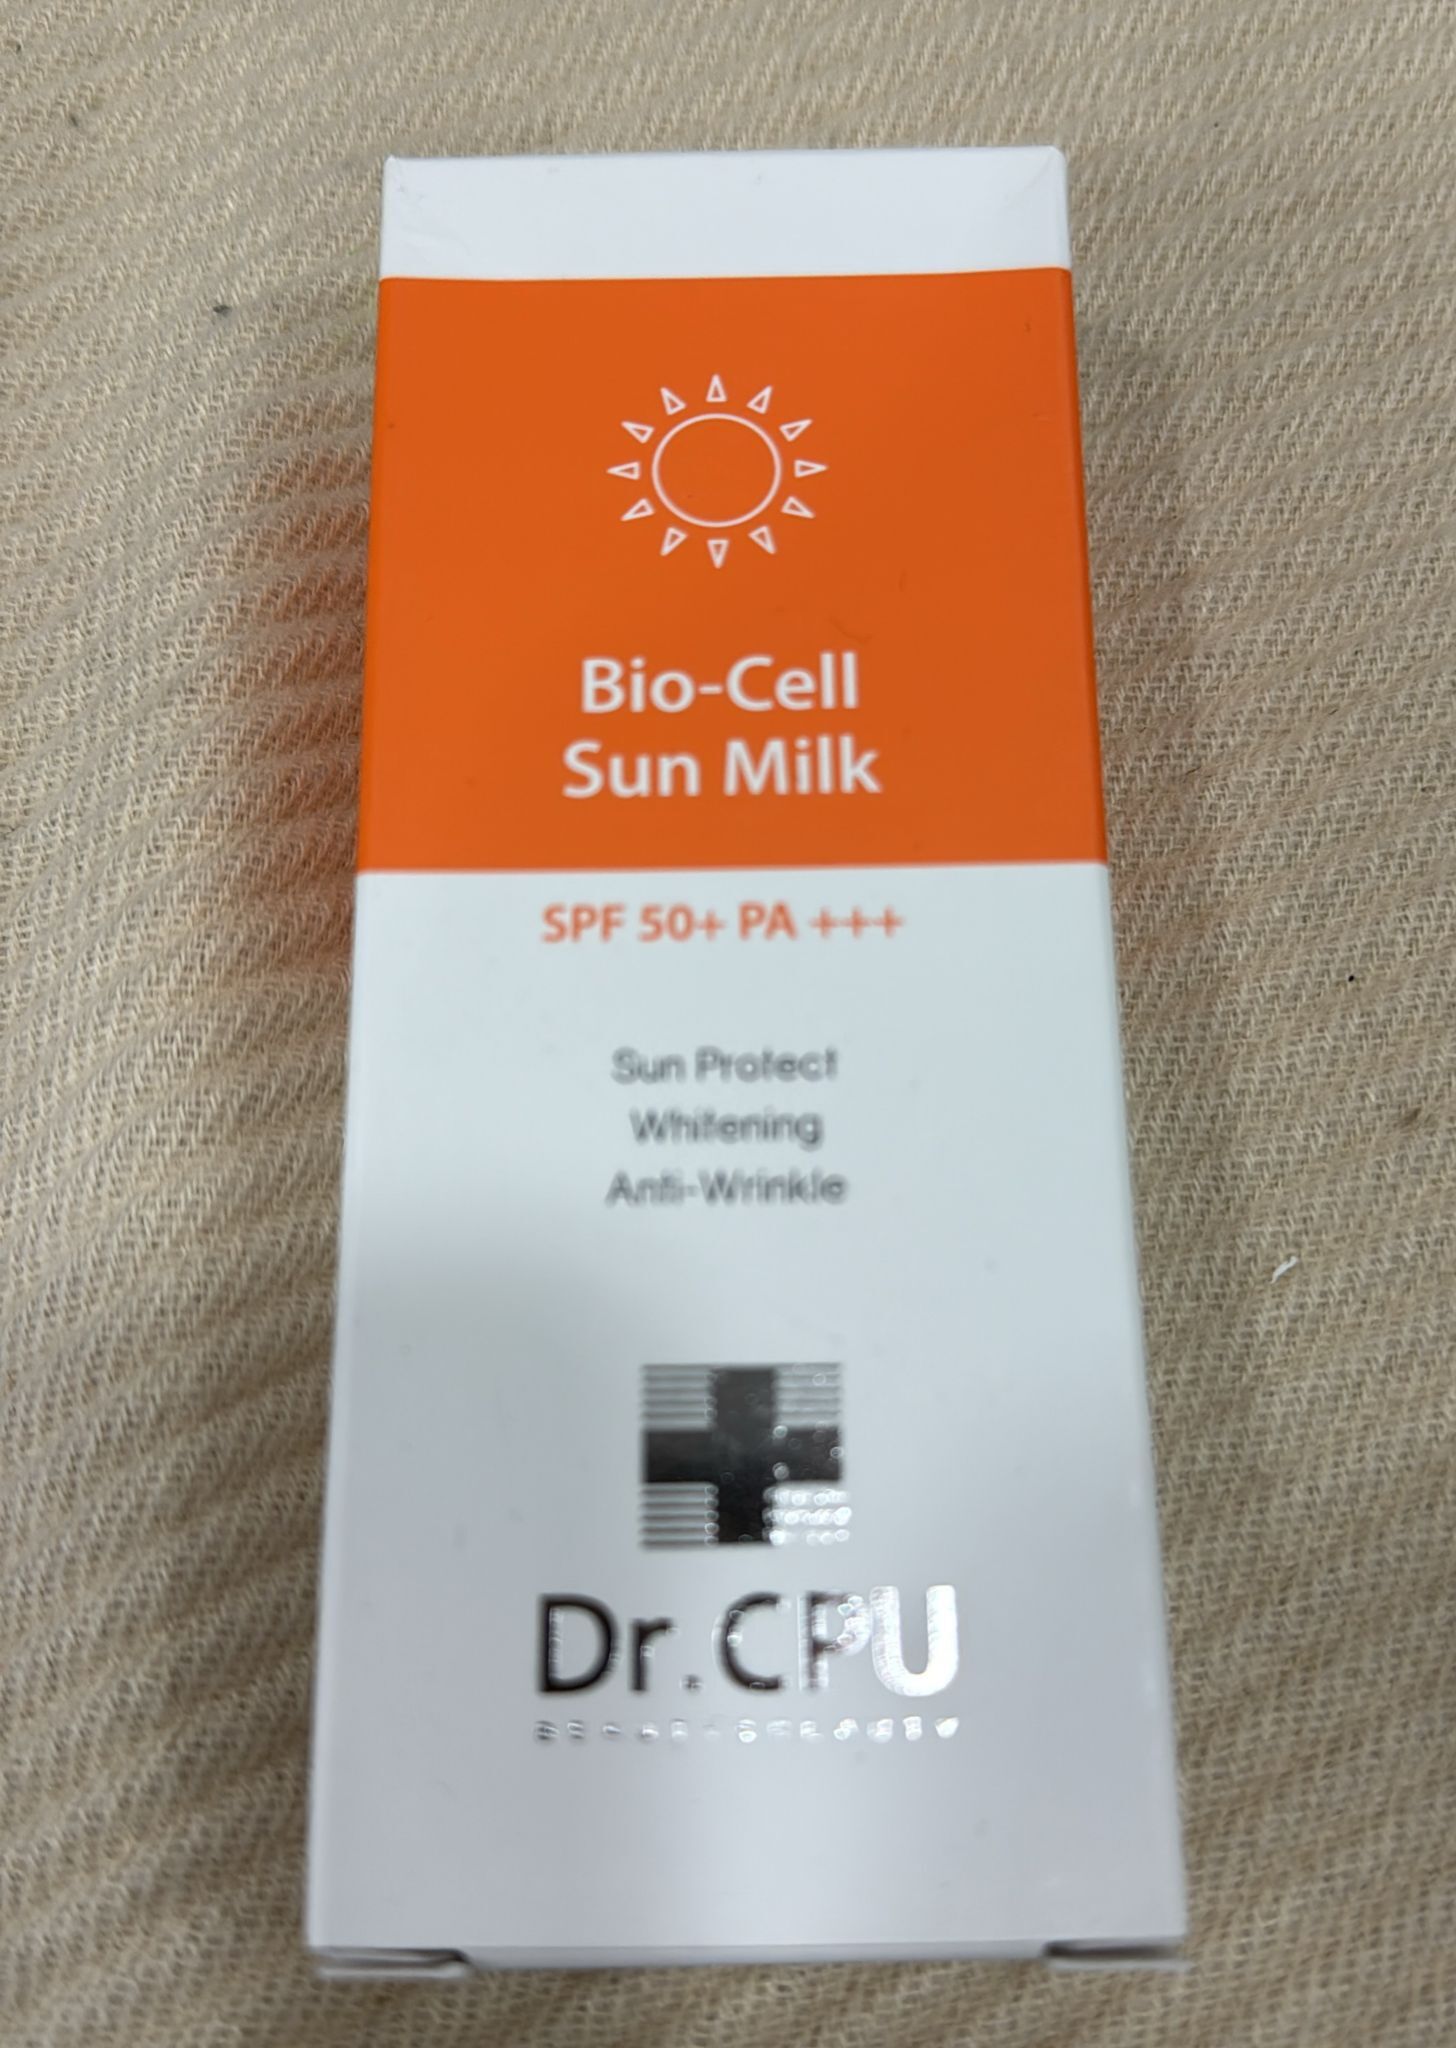 Bio-Cell
Sun Milk
SPF 50+ PA +++
Sun Protect
Whitening
Anti-Wrinkle
Dr.CPU